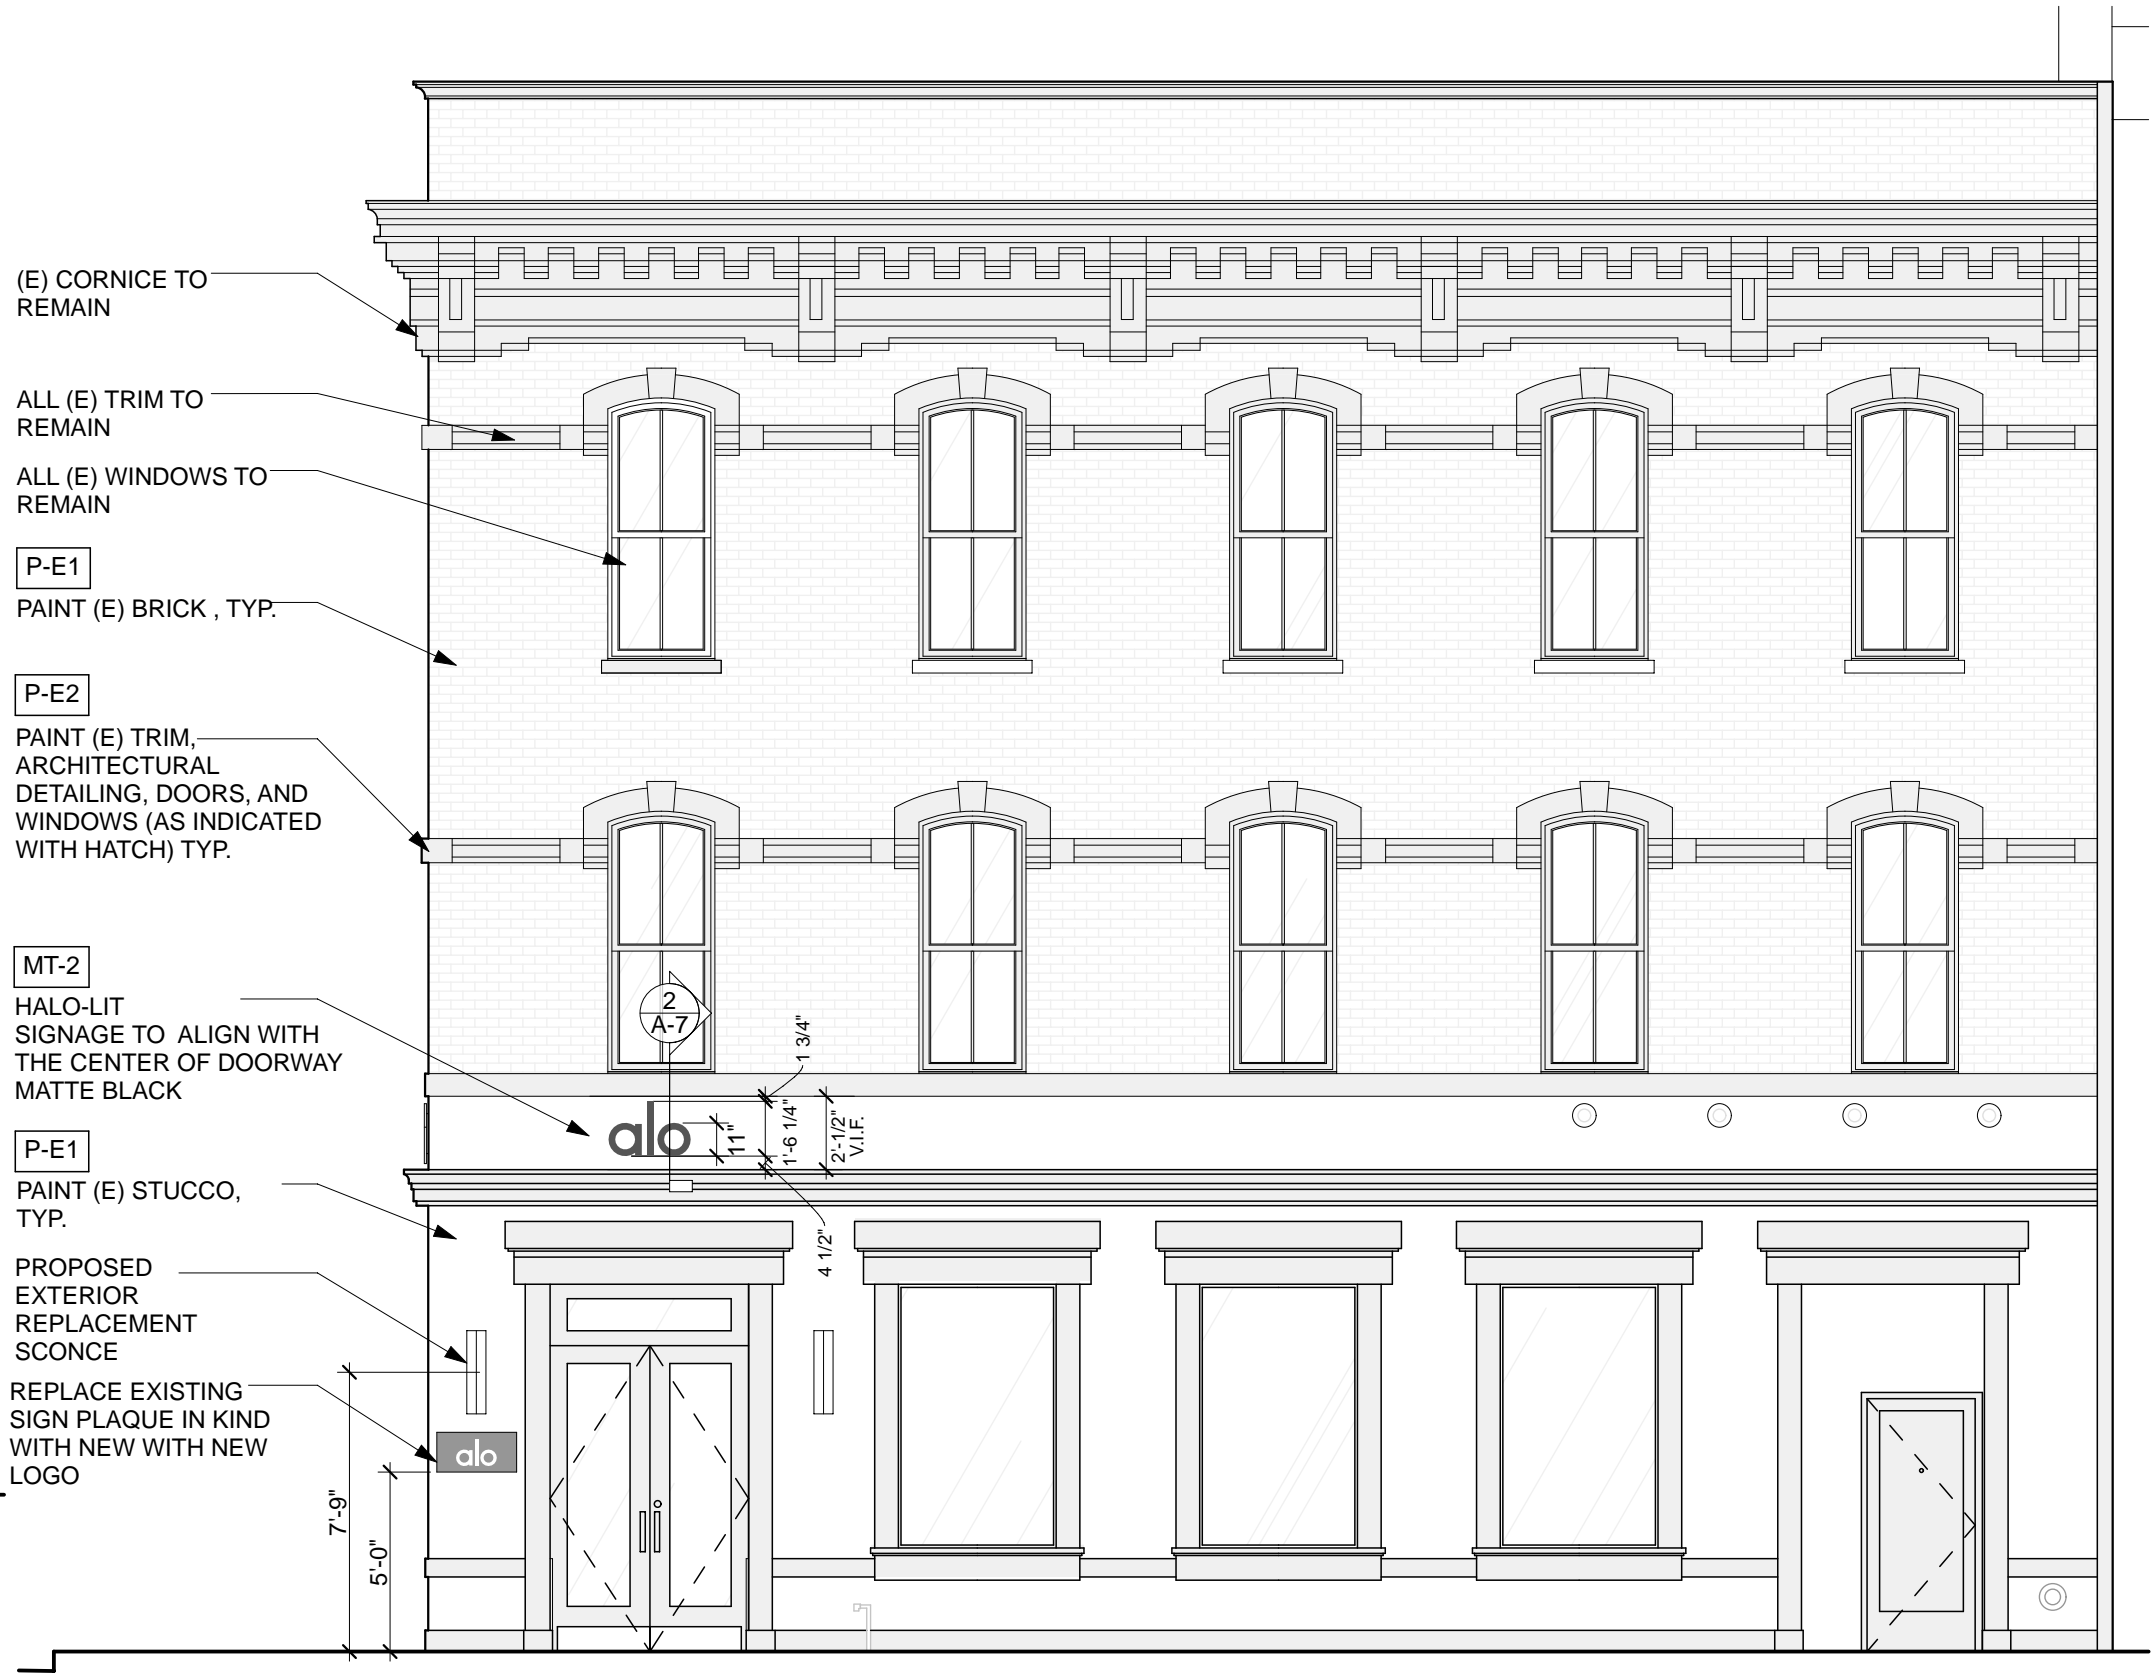 (E) CORNICE TO
REMAIN
ALL (E) TRIM TO
REMAIN
ALL (E) WINDOWS TO
REMAIN
P-E1
PAINT (E) BRICK , TYP.
P-E2
PAINT (E) TRIM,
ARCHITECTURAL
DETAILING, DOORS, AND
WINDOWS (AS INDICATED
WITH HATCH) TYP.
MT-2
HALO-LIT
SIGNAGE TO ALIGN WITH
THE CENTER OF DOORWAY
MATTE BLACK
2
A-7
1 3/4"
alo
11"
1'-6 1/4"
2'-1/2"
V.I.F.
4 1/2"
P-E1
PAINT (E) STUCCO,
TYP.
PROPOSED
EXTERIOR
REPLACEMENT
SCONCE
REPLACE EXISTING
SIGN PLAQUE IN KIND
WITH NEW WITH NEW
LOGO
alo
7'-9"
5'-0"